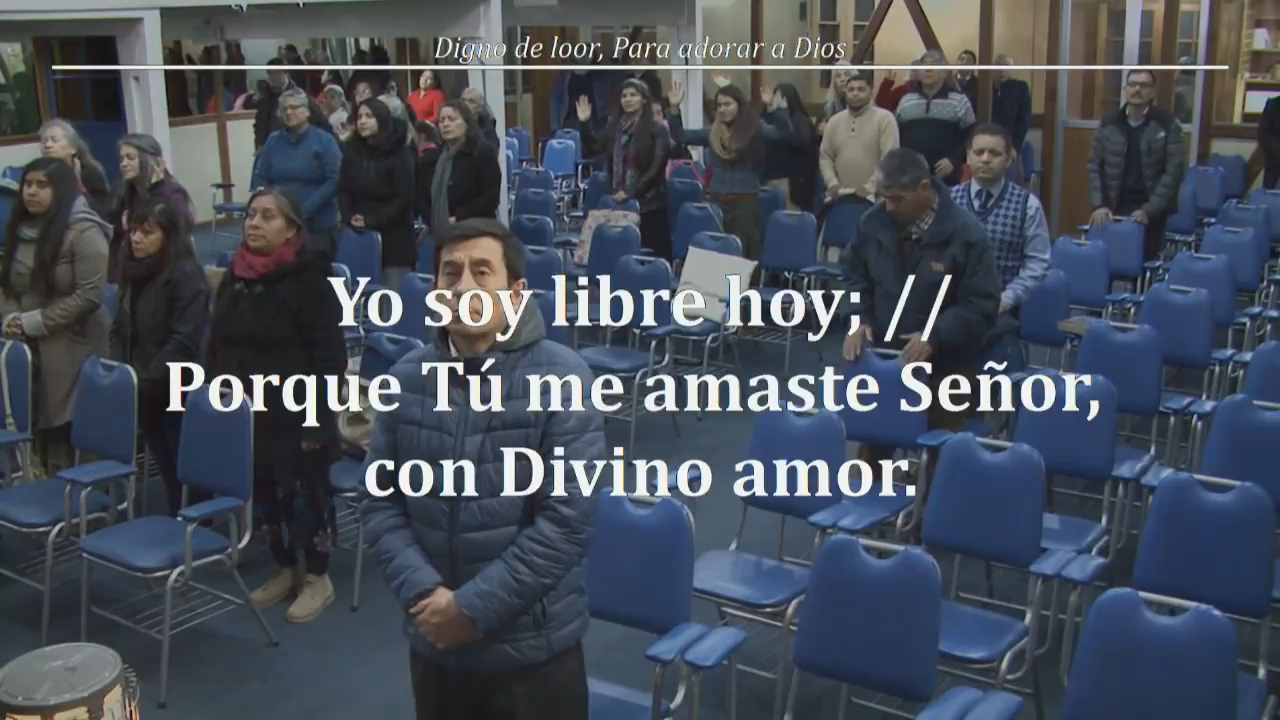 Digno de loor, Para adorar a Dios
Yo soy libre hoy; //
Porque Tú me amaste Señor,
con Divino amor.